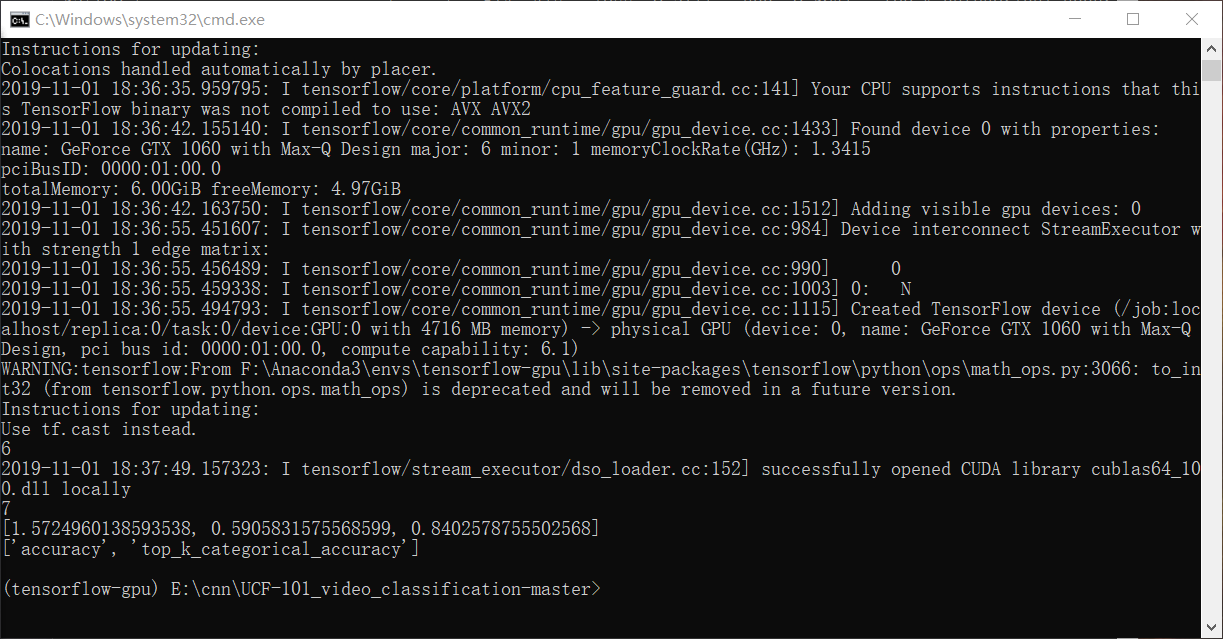 C:\Windows\system32\cmd.exe
Instructions for updating:
Colocations handled automatically by placer.
2019-11-01 18:36:35.959795: I tensorflow/core/platform/cpu_feature_guard.cc:141] Your CPU supports instructions that thi
s TensorFlow binary was not compiled to use: AVX AVX2
2019-11-01 18:36:42.155140: I tensorflow/core/common_runtime/gpu/gpu_device.cc:1433] Found device 0 with properties:
name: GeForce GTX 1060 with Max-Q Design major: 6 minor: 1 memoryClockRate(GHz): 1.3415
pciBusID: 0000:01:00.0
totalMemory: 6.00GiB freeMemory: 4.97GiB
2019-11-01 18:36:42.163750: I tensorflow/core/common_runtime/gpu/gpu_device.cc:1512] Adding visible gpu devices: 0
2019-11-01 18:36:55.451607: I tensorflow/core/common_runtime/gpu/gpu_device.cc:984] Device interconnect StreamExecutor w
ith strength 1 edge matrix:
2019-11-01 18:36:55.456489: I tensorflow/core/common_runtime/gpu/gpu_device.cc:990]      0
2019-11-01 18:36:55.459338: I tensorflow/core/common_runtime/gpu/gpu_device.cc:1003] 0:   N
2019-11-01 18:36:55.494793: I tensorflow/core/common_runtime/gpu/gpu_device.cc:1115] Created TensorFlow device (/job:loc
alhost/replica:0/task:0/device:GPU:0 with 4716 MB memory) -> physical GPU (device: 0, name: GeForce GTX 1060 with Max-Q
Design, pci bus id: 0000:01:00.0, compute capability: 6.1)
WARNING:tensorflow:From F:\Anaconda3\envs\tensorflow-gpu\lib\site-packages\tensorflow\python\ops\math_ops.py:3066: to_in
t32 (from tensorflow.python.ops.math_ops) is deprecated and will be removed in a future version.
Instructions for updating:
Use tf.cast instead.
6
2019-11-01 18:37:49.157323: I tensorflow/stream_executor/dso_loader.cc:152] successfully opened CUDA library cublas64_10
0.dll locally
7
[1.5724960138593538, 0.5905831575568599, 0.8402578755502568]
['accuracy', 'top_k_categorical_accuracy']
(tensorflow-gpu) E:\cnn\UCF-101_video_classification-master>